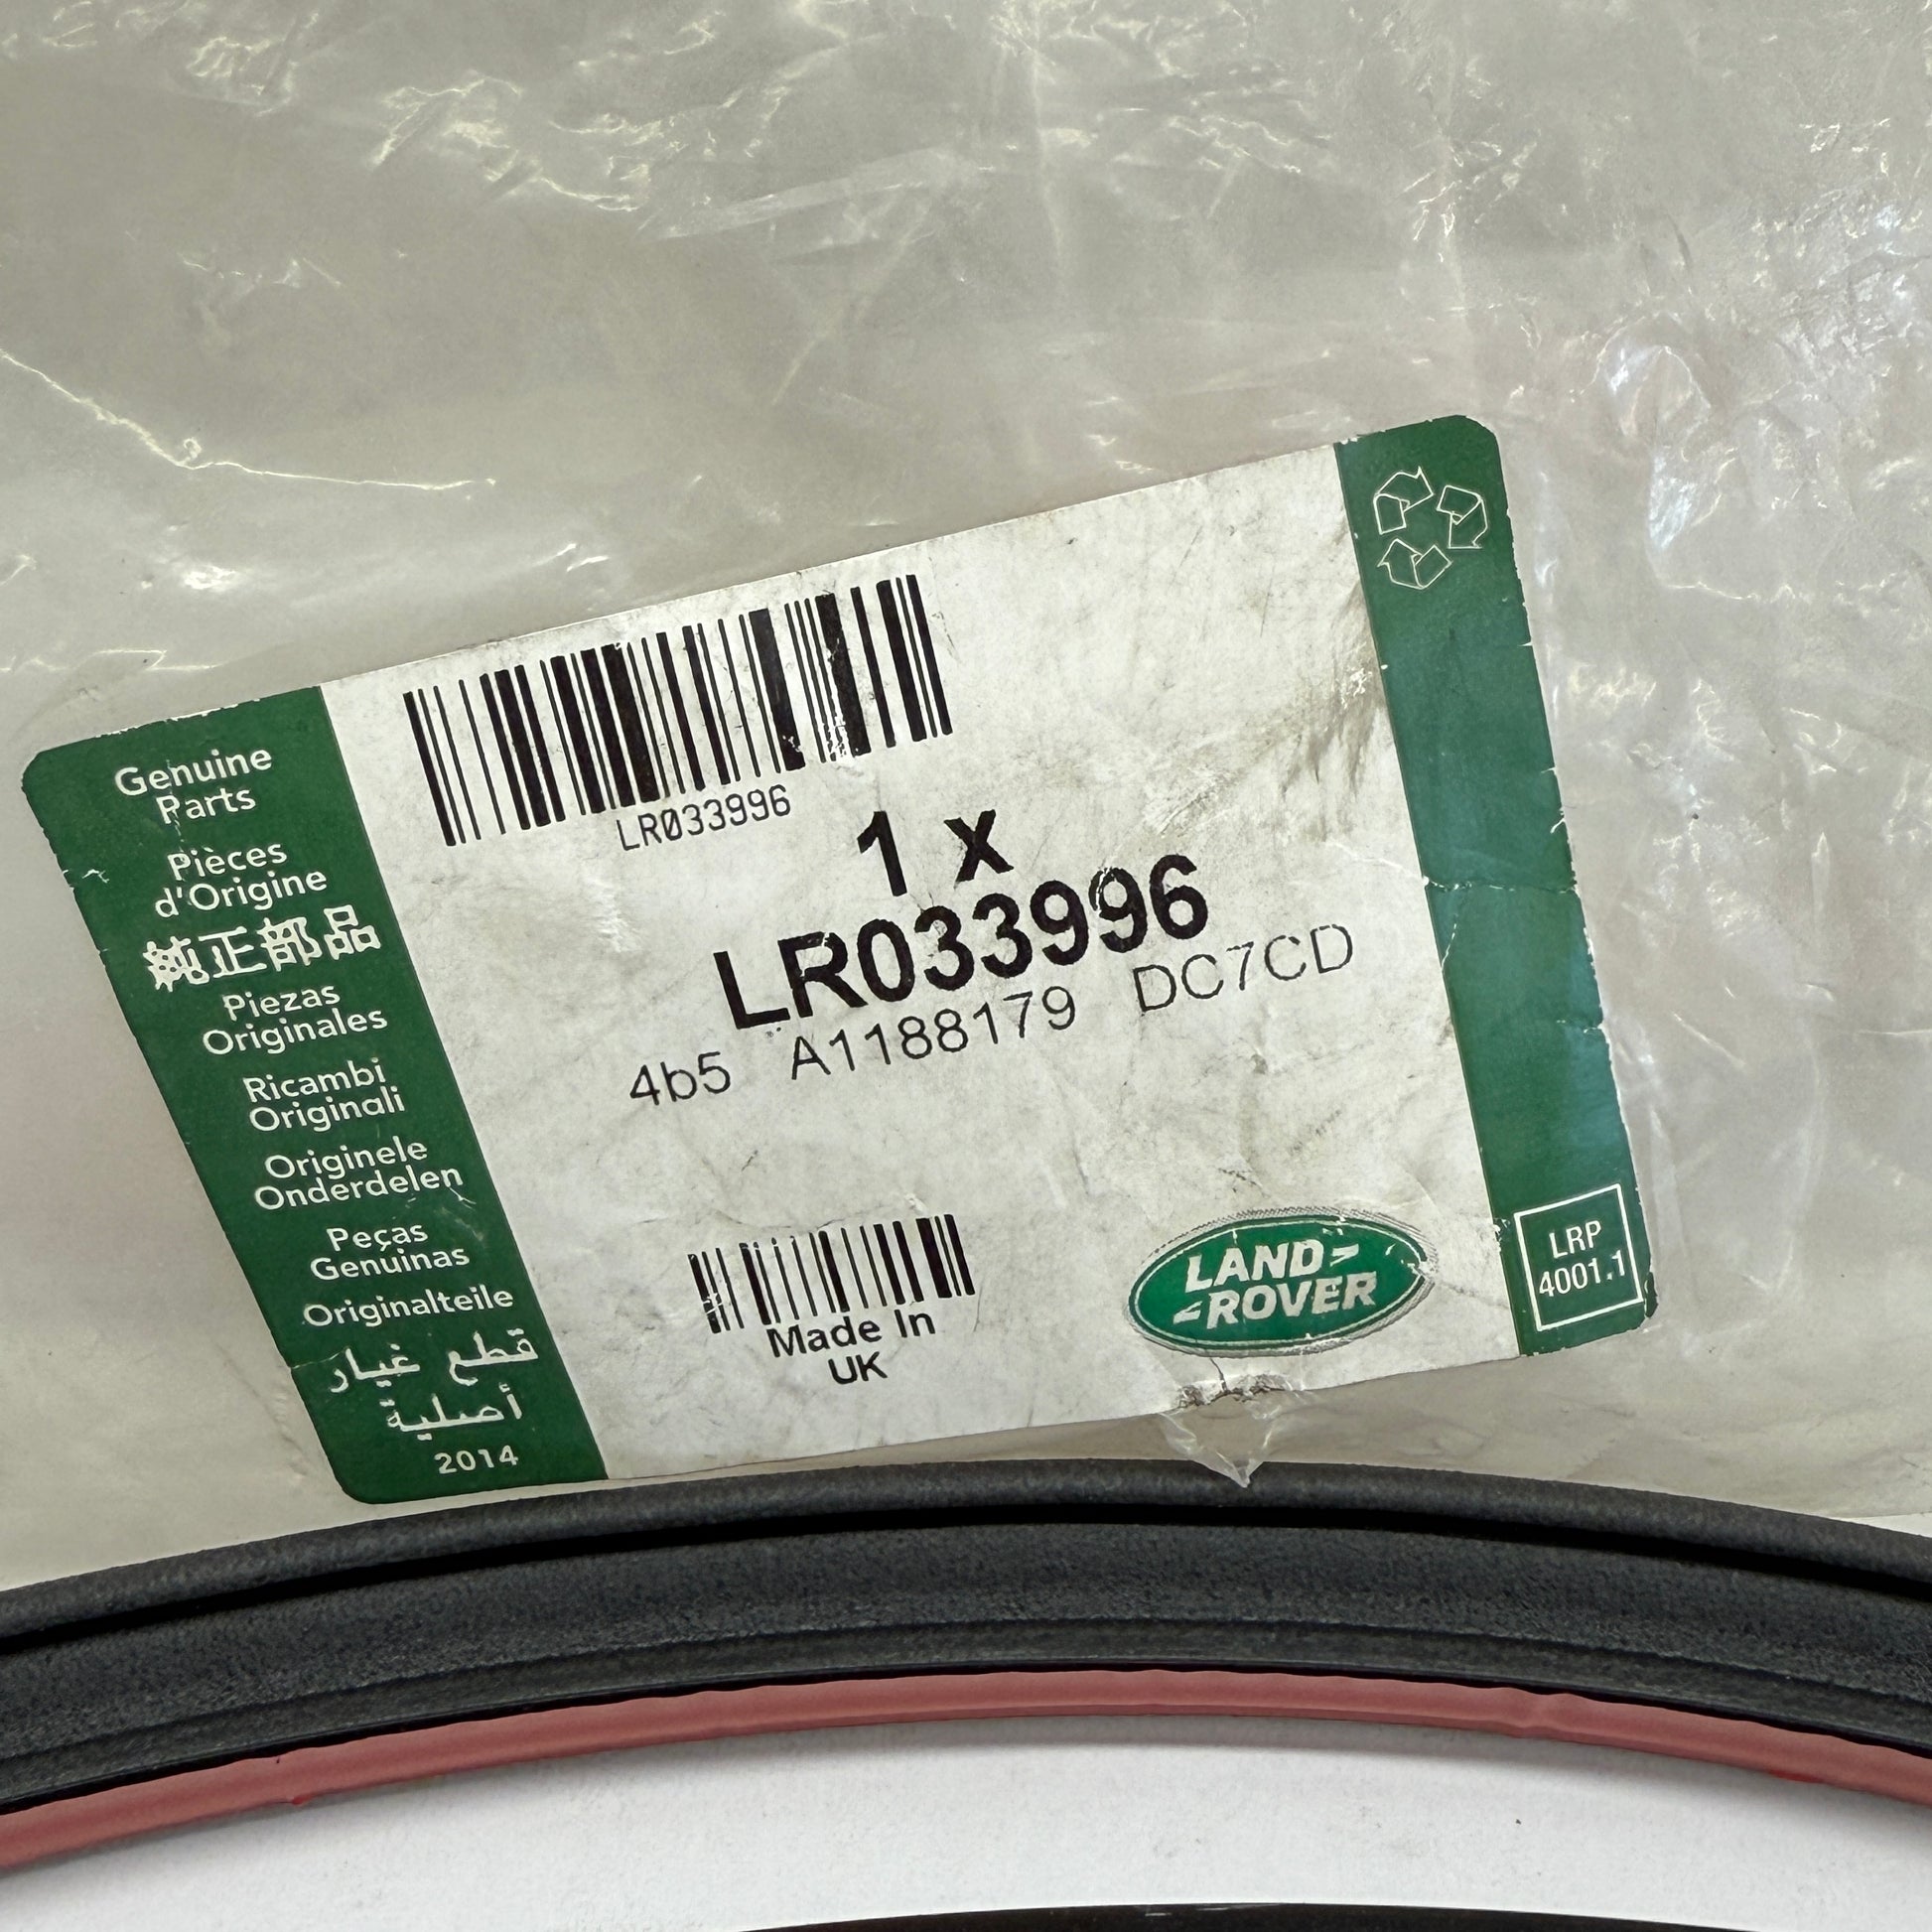 Genuine
Parts
Pièces
d'Origine
純正部品
Piezas
Originales
Ricambi
Originali
Originele
Onderdelen
Peças
Genuinas
Originalteile
قطع غيار
أصلية
2014
LR033996
1 x
LR033996
4b5 A1188179 DC7CD
Made In
UK
LAND
ROVER
LRP
4001.1